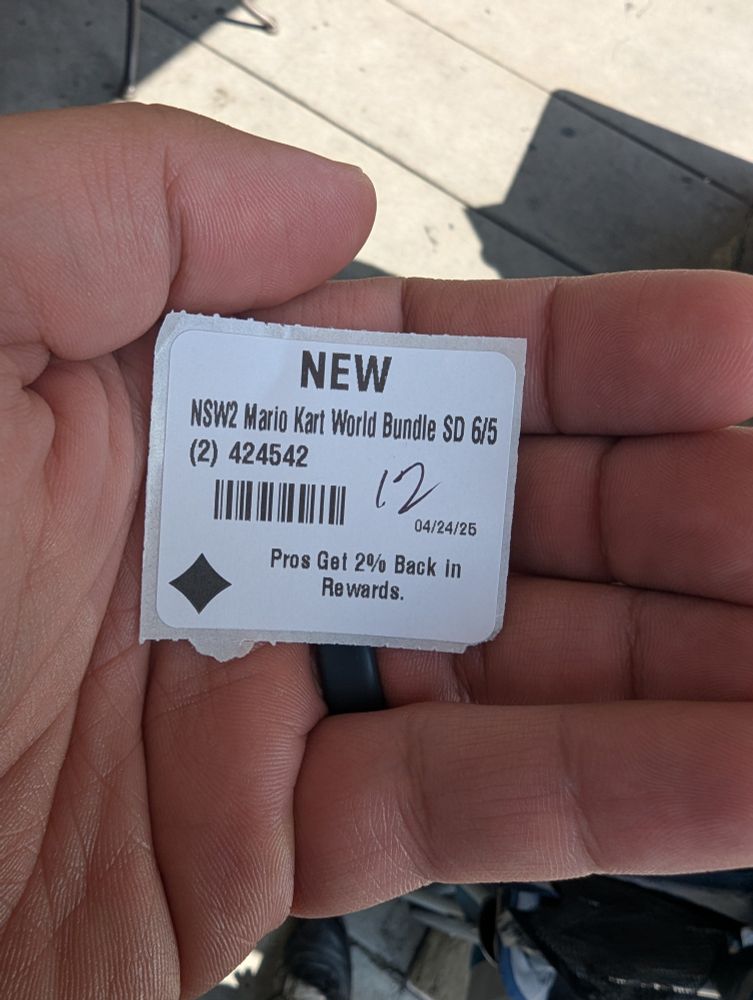 NEW
NSW2 Mario Kart World Bundle SD 6/5
(2) 424542
12
04/24/25
Pros Get 2% Back in
Rewards.